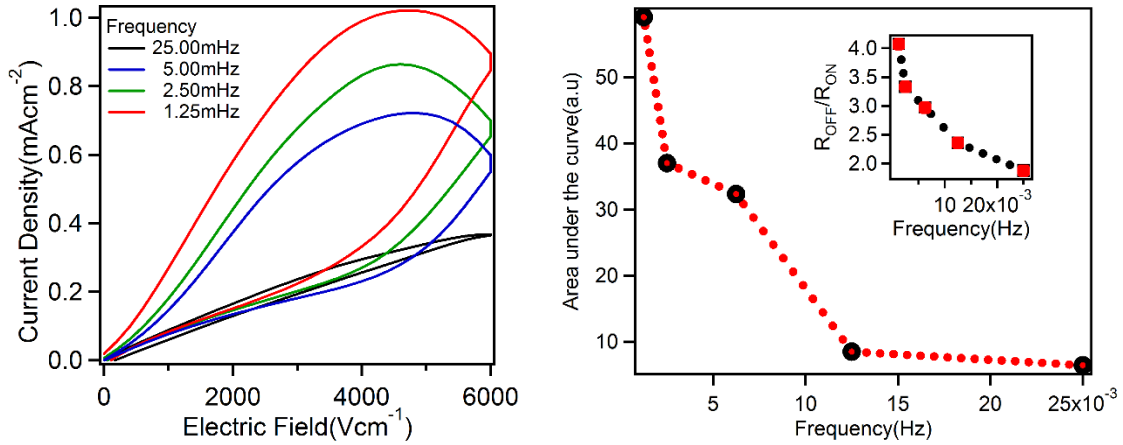 Current Density(mAcm⁻²)
1.0
0.8
0.6
0.4
0.2
0.0
Frequency
25.00mHz
5.00mHz
2.50mHz
1.25mHz
0
2000
4000
6000
Electric Field(Vcm⁻¹)
Area under the curve(a.u)
50
40
30
20
10
5
10
15
20
25x10⁻³
Frequency(Hz)
R_OFF/R_ON
4.0
3.5
3.0
2.5
2.0
10
20x10⁻³
Frequency(Hz)